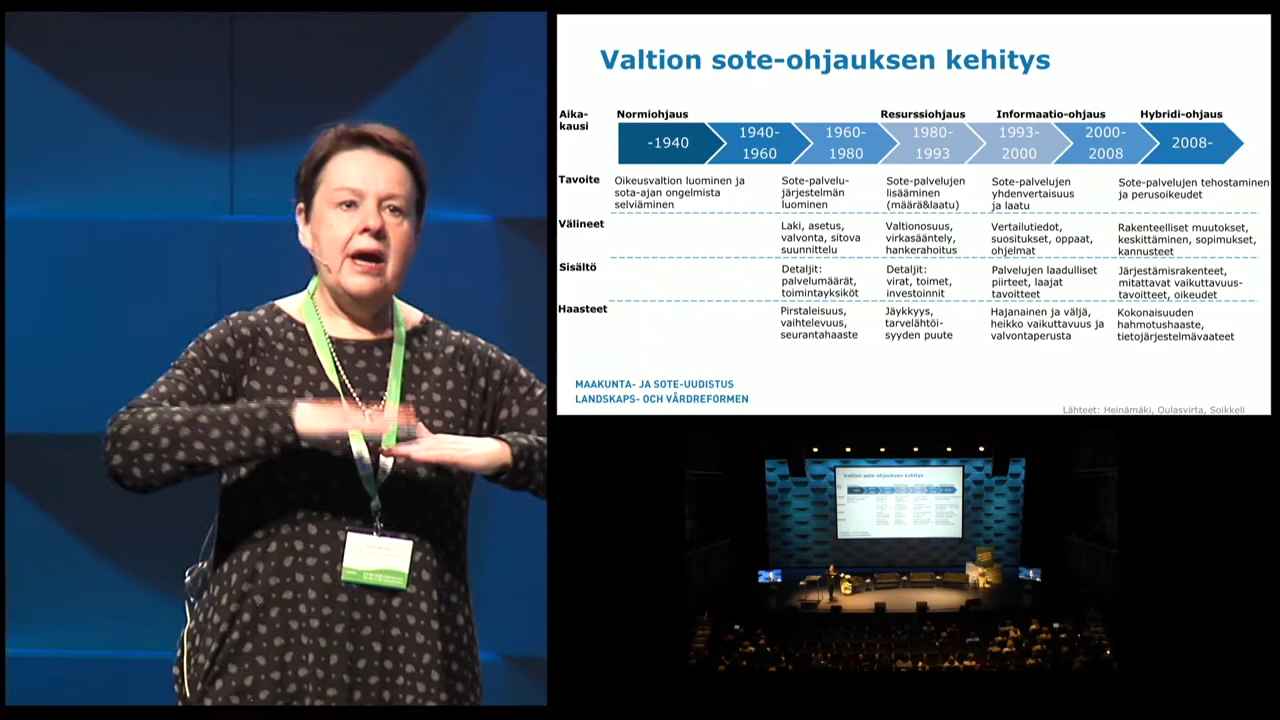 Valtion sote-ohjauksen kehitys
Aika-
kausi
Normiohjaus
Resurssiohjaus
Informaatio-ohjaus
Hybridi-ohjaus
-1940
1940-
1960
1960-
1980
1980-
1993
1993-
2000
2000-
2008
2008-
Tavoite
Oikeusvaltion luominen ja
sota-ajan ongelmista
selviäminen
Sote-palvelu-
järjestelmän
luominen
Sote-palvelujen
lisääminen
(määrä&laatu)
Sote-palvelujen
yhdenvertaisuus
ja laatu
Sote-palvelujen tehostaminen
ja perusoikeudet
Välineet
Laki, asetus,
valvonta, sitova
suunnittelu
Valtionosuus,
virkasääntely,
hankerahoitus
Vertailutiedot,
suositukset, oppaat,
ohjelmat
Rakenteelliset muutokset,
keskittäminen, sopimukset,
kannusteet
Sisältö
Detaljit:
palvelumäärät,
toimintayksiköt
Detaljit:
virat, toimet,
investoinnit
Palvelujen laadulliset
piirteet, laajat
tavoitteet
Järjestämisrakenteet,
mitattavat vaikuttavuus-
tavoitteet, oikeudet
Haasteet
Pirstaleisuus,
vaihtelevuus,
seurantahaaste
Jäykkyys,
tarvelähtöi-
syyden puute
Hajanainen ja väljä,
heikko vaikuttavuus ja
valvontaperusta
Kokonaisuuden
hahmotushaaste,
tietojärjestelmävaateet
MAAKUNTA- JA SOTE-UUDISTUS
LANDSKAPS- OCH VÅRDREFORMEN
Lähteet: Heinämäki, Oulasvirta, Soikkeli
Valtion sote-ohjauksen kehitys